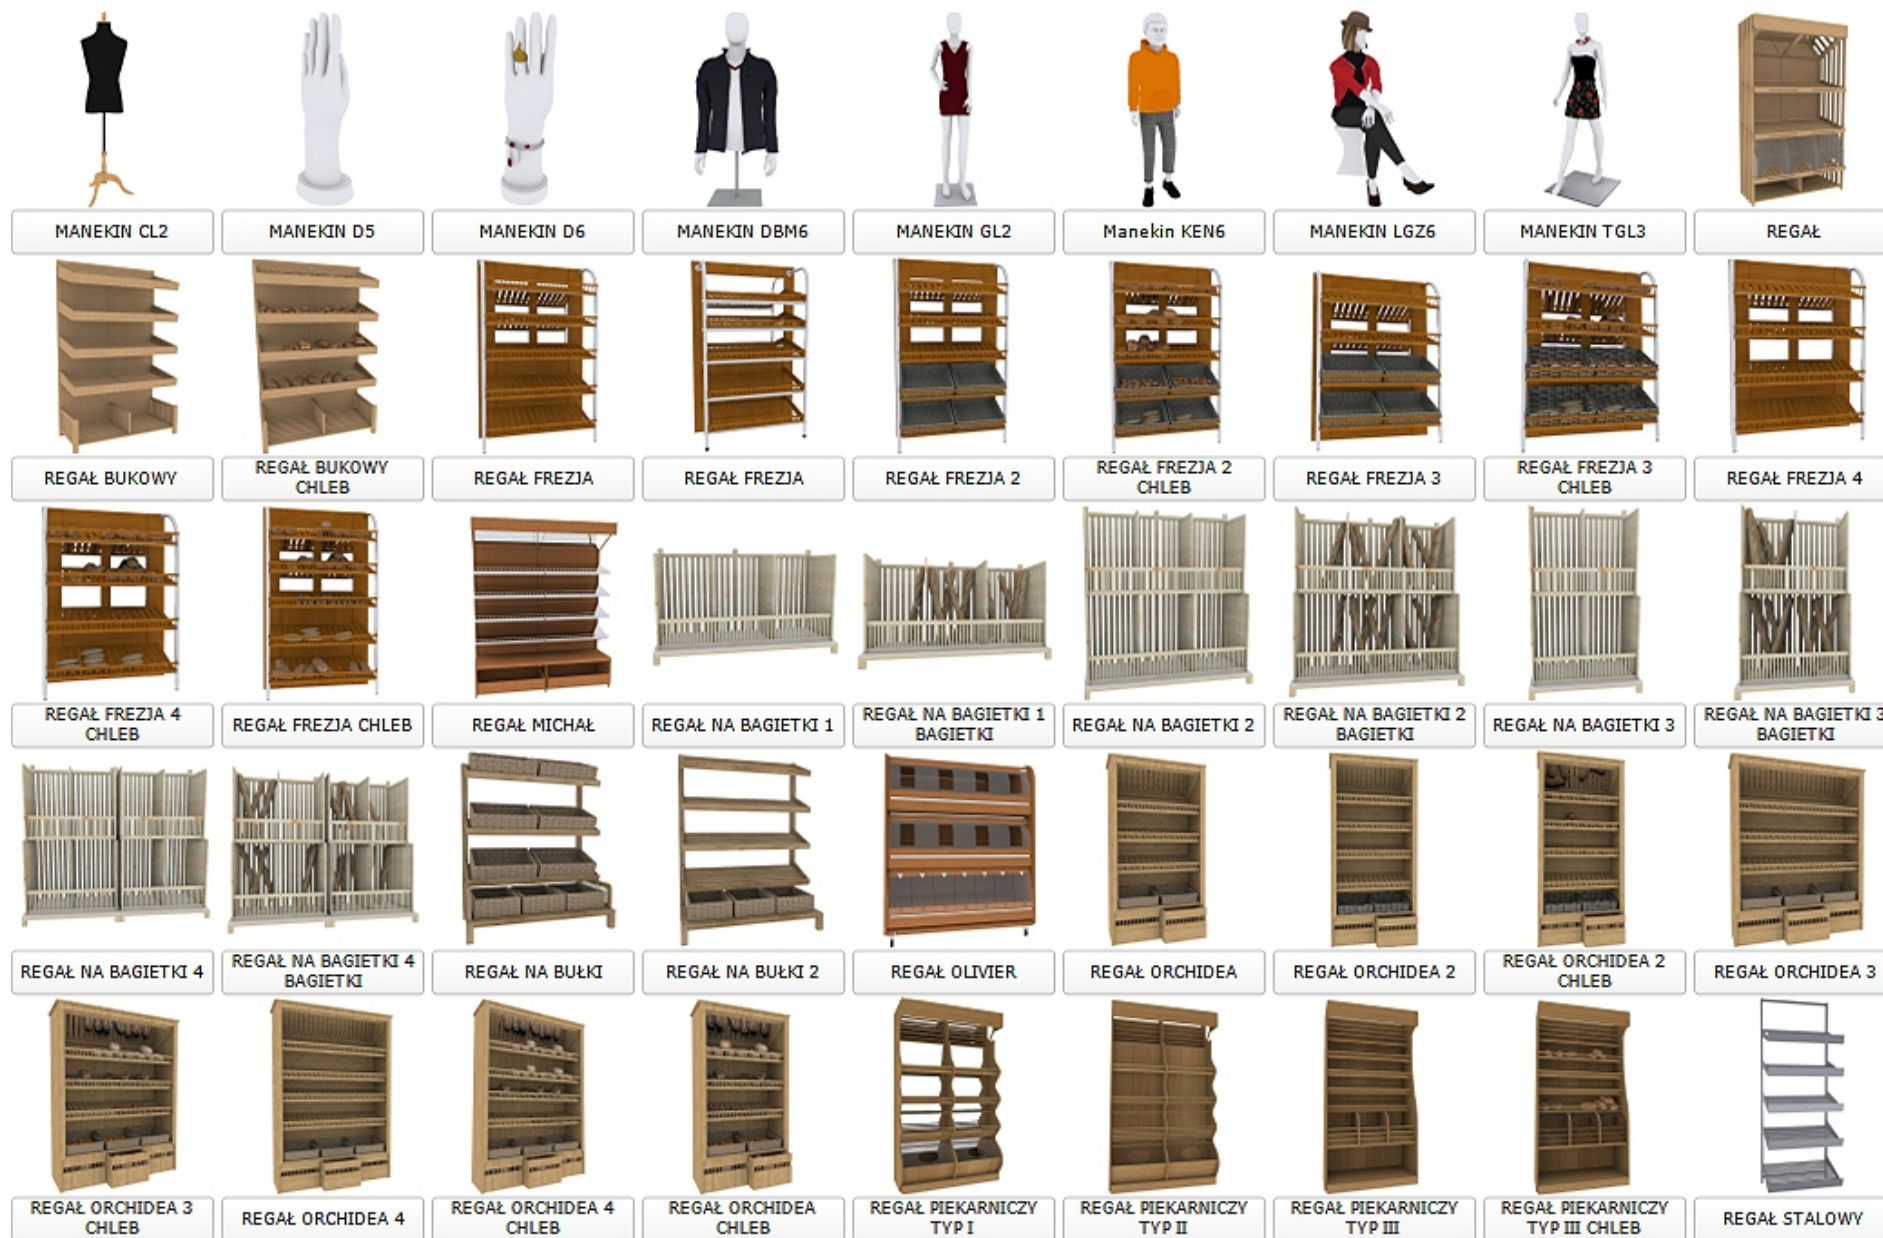 MANEKIN CL2
MANEKIN D5
MANEKIN D6
MANEKIN DBM6
MANEKIN GL2
Manekin KEN6
MANEKIN LGZ6
MANEKIN TGL3
REGAŁ
REGAŁ BUKOWY
REGAŁ BUKOWY
CHLEB
REGAŁ FREZJA
REGAŁ FREZJA
REGAŁ FREZJA 2
REGAŁ FREZJA 2
CHLEB
REGAŁ FREZJA 3
REGAŁ FREZJA 3
CHLEB
REGAŁ FREZJA 4
REGAŁ FREZJA 4
CHLEB
REGAŁ FREZJA CHLEB
REGAŁ MICHAŁ
REGAŁ NA BAGIETKI 1
REGAŁ NA BAGIETKI 1
BAGIETKI
REGAŁ NA BAGIETKI 2
REGAŁ NA BAGIETKI 2
BAGIETKI
REGAŁ NA BAGIETKI 3
REGAŁ NA BAGIETKI 3
BAGIETKI
REGAŁ NA BAGIETKI 4
REGAŁ NA BAGIETKI 4
BAGIETKI
REGAŁ NA BUŁKI
REGAŁ NA BUŁKI 2
REGAŁ OLIVIER
REGAŁ ORCHIDEA
REGAŁ ORCHIDEA 2
REGAŁ ORCHIDEA 2
CHLEB
REGAŁ ORCHIDEA 3
REGAŁ ORCHIDEA 3
CHLEB
REGAŁ ORCHIDEA 4
REGAŁ ORCHIDEA 4
CHLEB
REGAŁ ORCHIDEA
CHLEB
REGAŁ PIEKARNICZY
TYP I
REGAŁ PIEKARNICZY
TYP II
REGAŁ PIEKARNICZY
TYP III
REGAŁ PIEKARNICZY
TYP III CHLEB
REGAŁ STALOWY